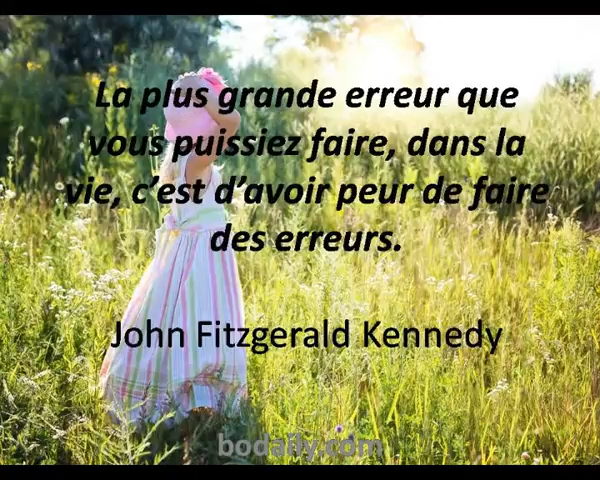 La plus grande erreur que
vous puissiez faire, dans la
vie, c’est d’avoir peur de faire
des erreurs.
John Fitzgerald Kennedy
bodaily.com